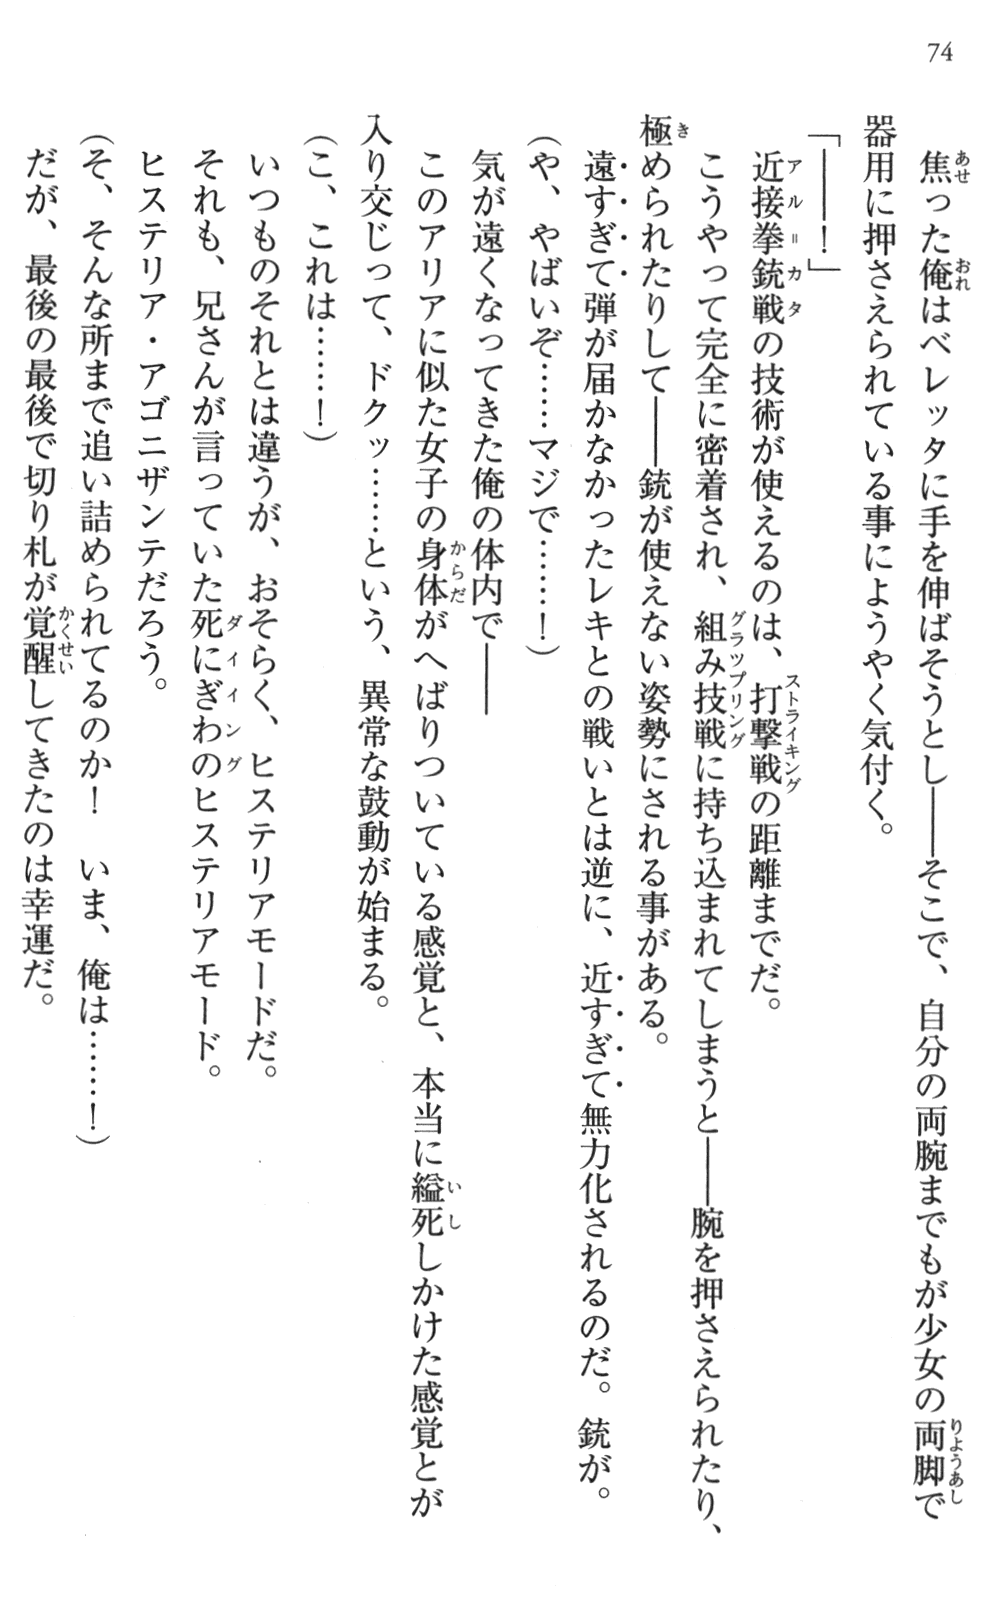 74
焦った俺はベレッタに手を伸ばそうとし――そこで、自分の両腕までもが少女の両脚で
器用に押さえられている事にようやく気付く。
「――！」
近接拳銃戦の技術が使えるのは、打撃戦の距離までだ。
こうやって完全に密着され、組み技戦に持ち込まれてしまうと――腕を押さえられたり、
極められたりして――銃が使えない姿勢にされる事がある。
遠すぎて弾が届かなかったレキとの戦いとは逆に、近すぎて無力化されるのだ。銃が。
（や、やばいぞ……マジで……！）
気が遠くなってきた俺の体内で――
このアリアに似た女子の身体がへばりついている感覚と、本当に縊死しかけた感覚とが
入り交じって、ドクッ……という、異常な鼓動が始まる。
（こ、これは……！）
いつものそれとは違うが、おそらく、ヒステリアモードだ。
それも、兄さんが言っていた死にぎわのヒステリアモード。
ヒステリア・アゴニザンテだろう。
（そ、そんな所まで追い詰められてるのか！　いま、俺は……！）
だが、最後の最後で切り札が覚醒してきたのは幸運だ。